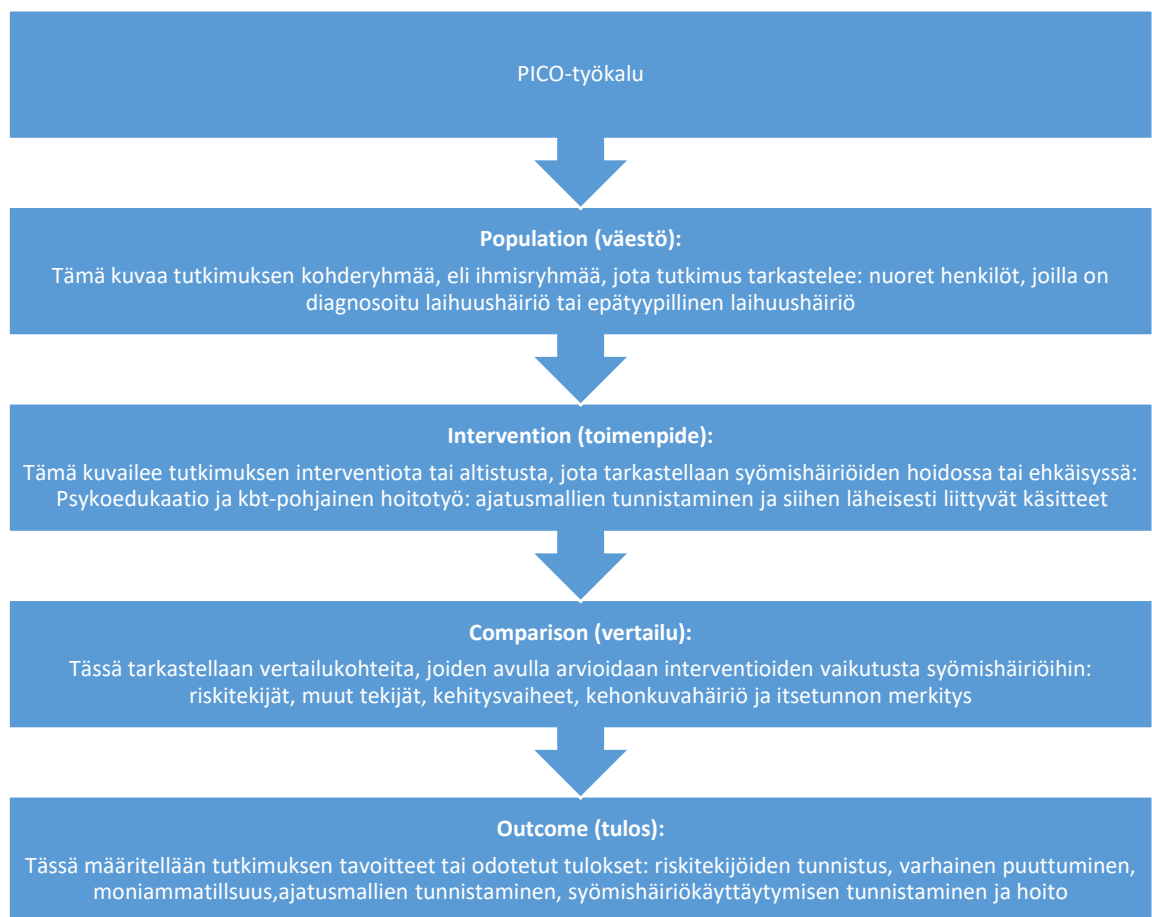 PICO-työkalu
Population (väestö):
Tämä kuvaa tutkimuksen kohderyhmää, eli ihmisryhmää, jota tutkimus tarkastelee: nuoret henkilöt, joilla on
diagnosoitu laihuushäiriö tai epätyypillinen laihuushäiriö
Intervention (toimenpide):
Tämä kuvailee tutkimuksen interventiota tai altistusta, jota tarkastellaan syömishäiriöiden hoidossa tai ehkäisyssä:
Psykoedukaatio ja kbt-pohjainen hoitotyö: ajatusmallien tunnistaminen ja siihen läheisesti liittyvät käsitteet
Comparison (vertailu):
Tässä tarkastellaan vertailukohteita, joiden avulla arvioidaan interventioiden vaikutusta syömishäiriöihin:
riskitekijät, muut tekijät, kehitysvaiheet, kehonkuvahäiriö ja itsetunnon merkitys
Outcome (tulos):
Tässä määritellään tutkimuksen tavoitteet tai odotetut tulokset: riskitekijöiden tunnistus, varhainen puuttuminen,
moniammatillsuus,ajatusmallien tunnistaminen, syömishäiriökäyttäytymisen tunnistaminen ja hoito